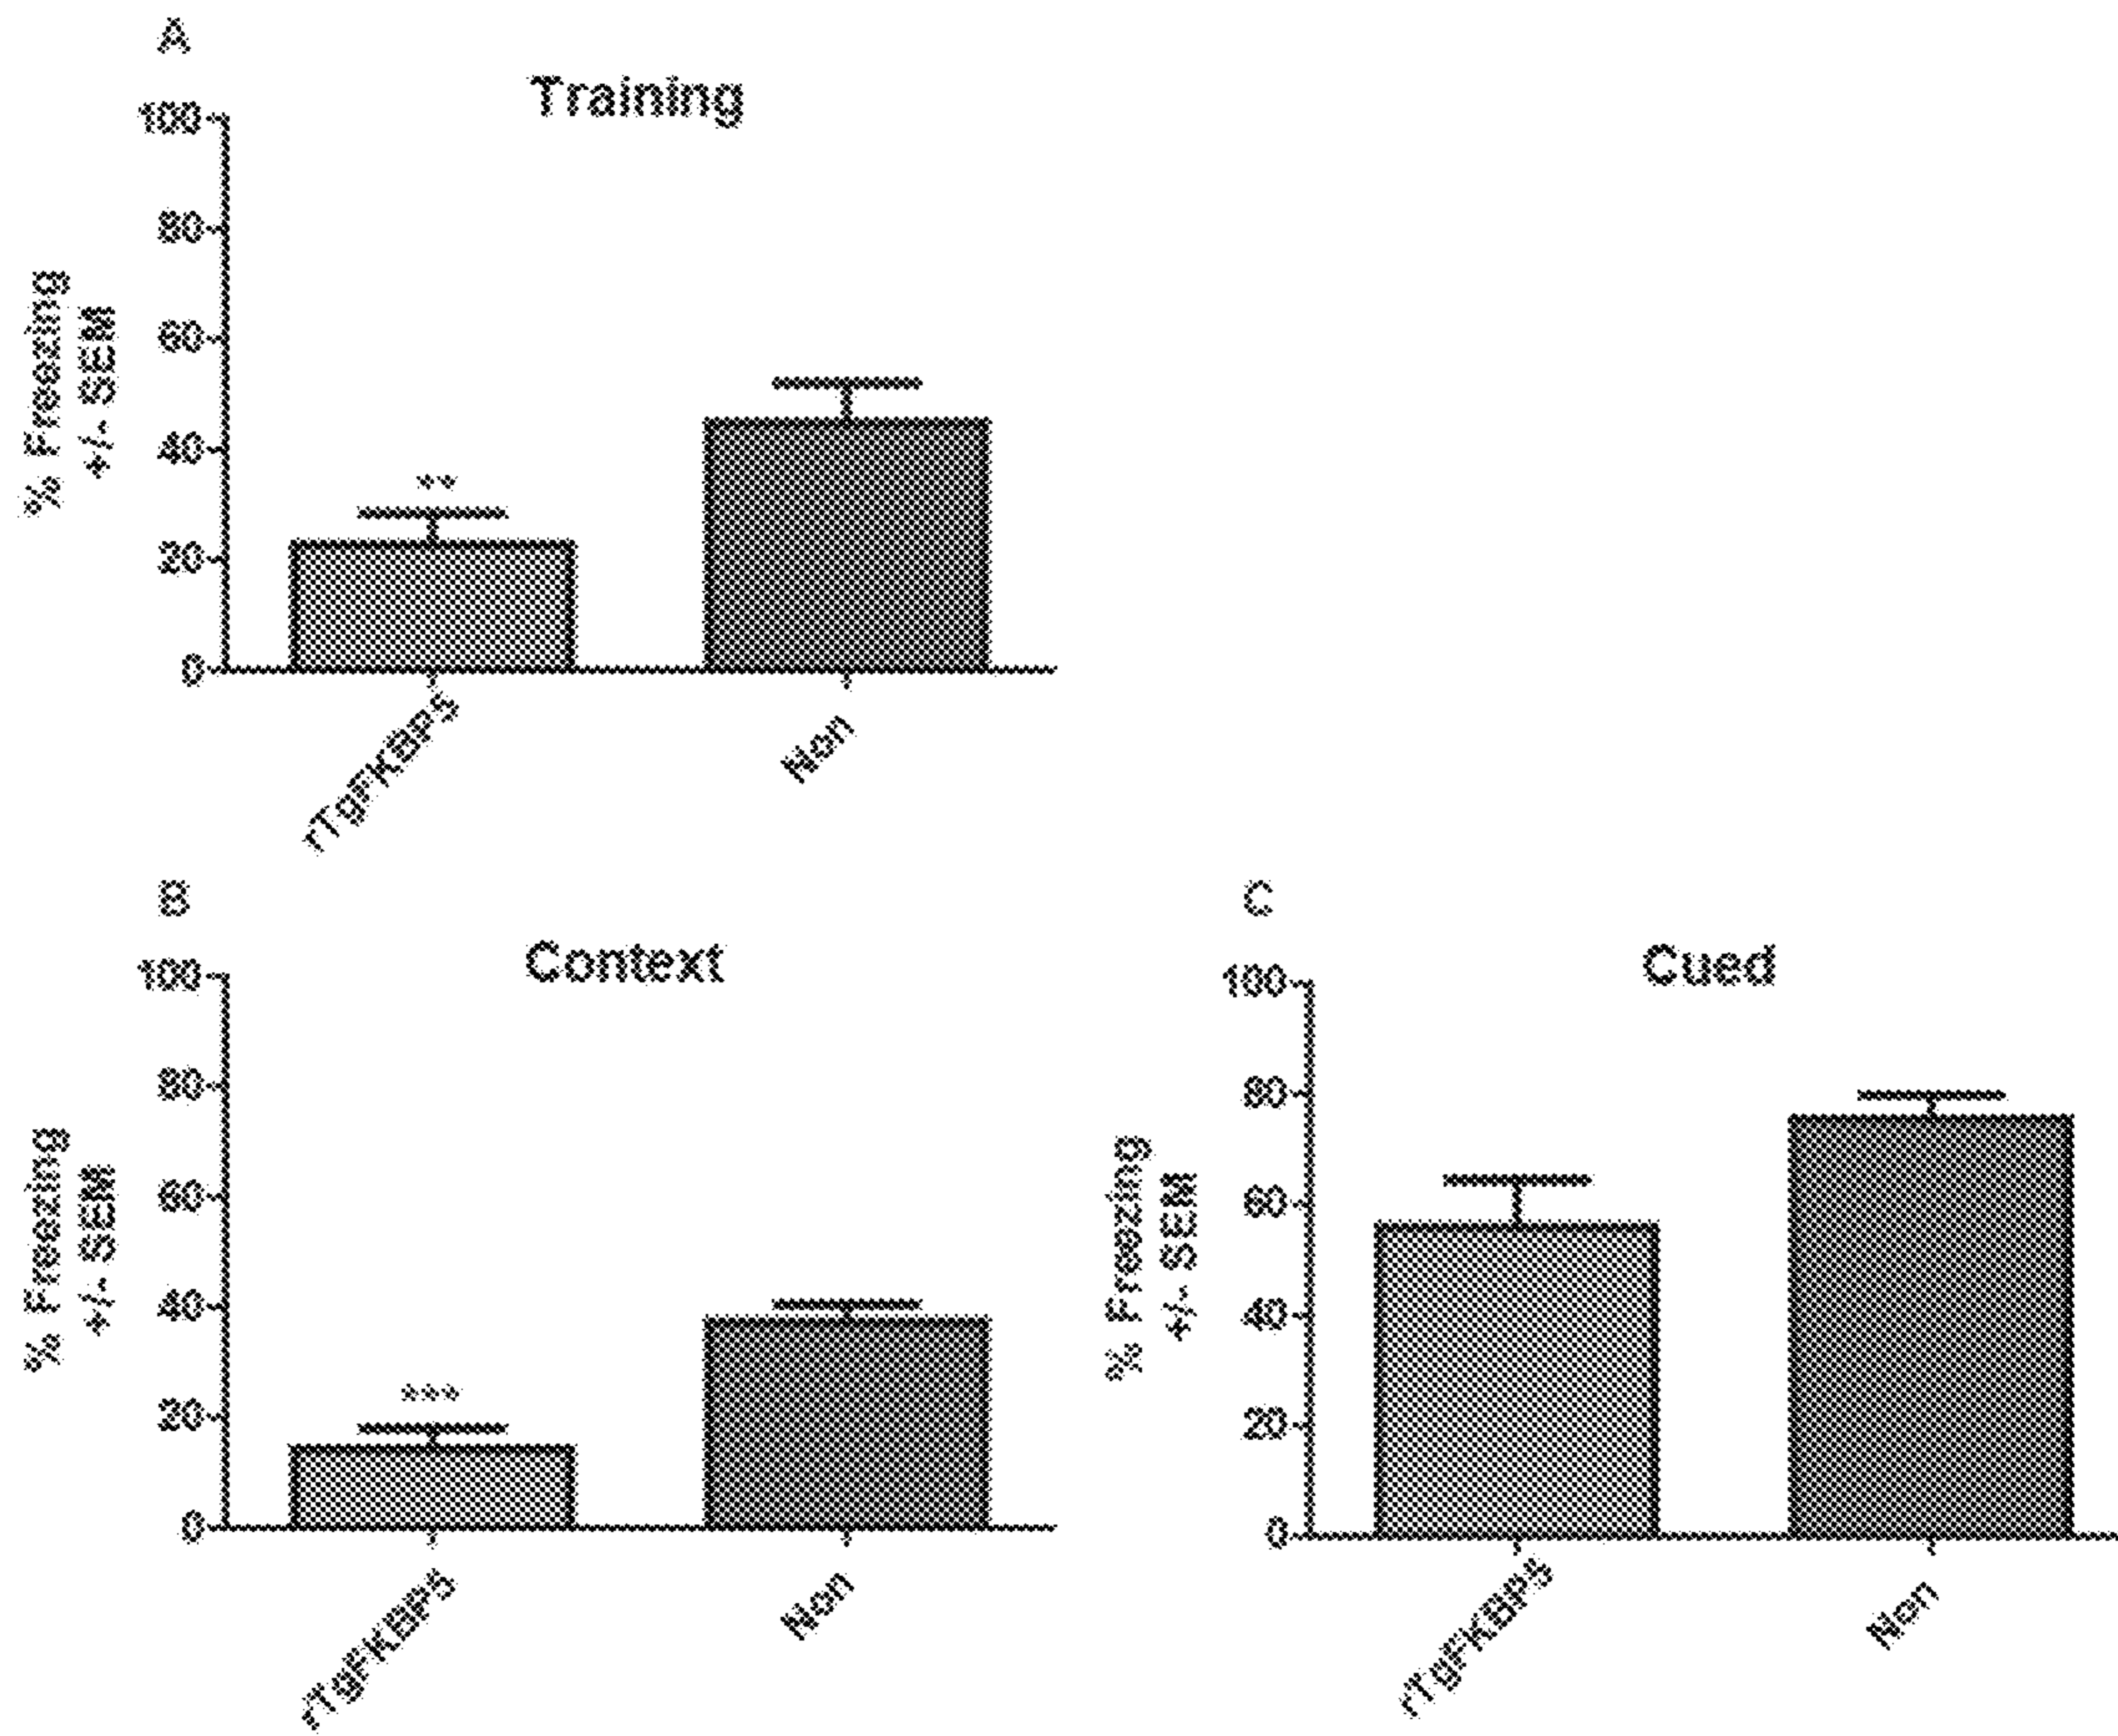 A
Training
100
80
60
40
20
0
% Freezing
+/- SEM
**
rTgFKBP5
Non
B
Context
100
80
60
40
20
0
% Freezing
+/- SEM
***
rTgFKBP5
Non
C
Cued
100
80
60
40
20
0
% Freezing
+/- SEM
rTgFKBP5
Non